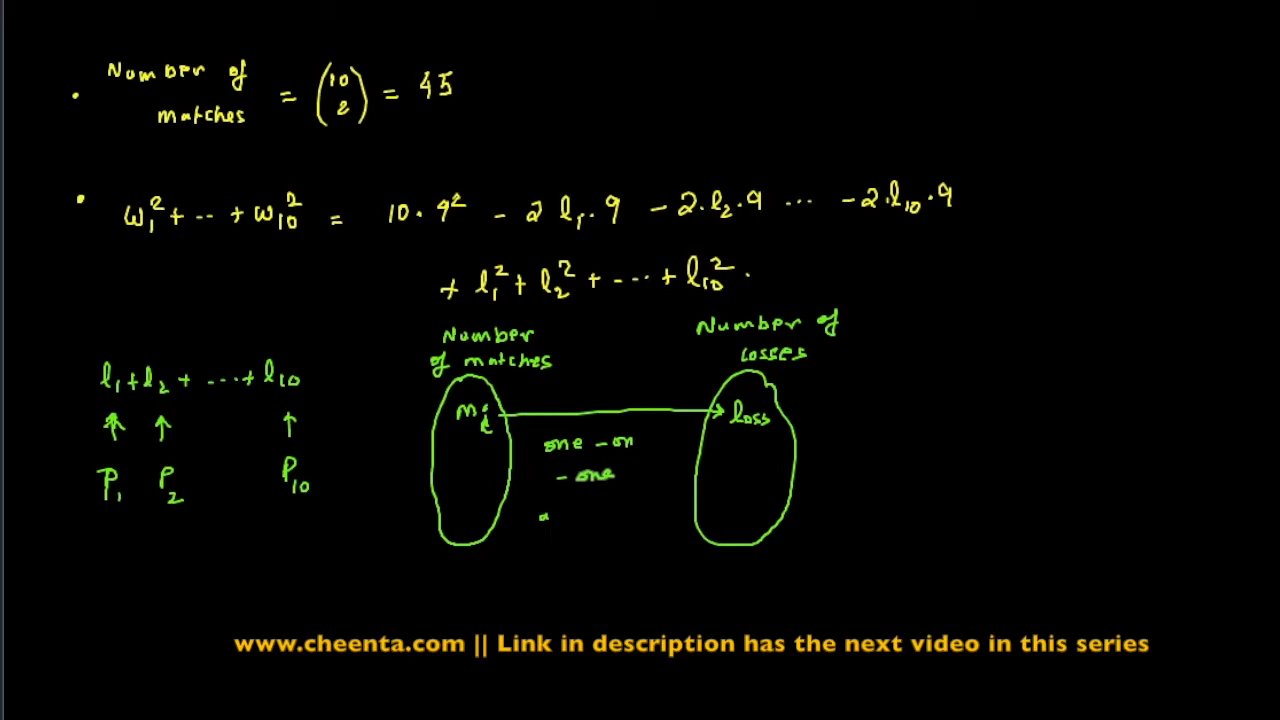 • Number of matches = (10 2) = 45
• w₁² + -- + w₁₀² = 10 · 9² - 2 l₁ · 9 - 2 · l₂ · 9 ... - 2 · l₁₀ · 9
+ l₁² + l₂² + ---- + l₁₀² .
Number of matches
Number of losses
l₁ + l₂ + ... + l₁₀
mᵢ
loss
one - on
- one
P₁ P₂ P₁₀
www.cheenta.com || Link in description has the next video in this series